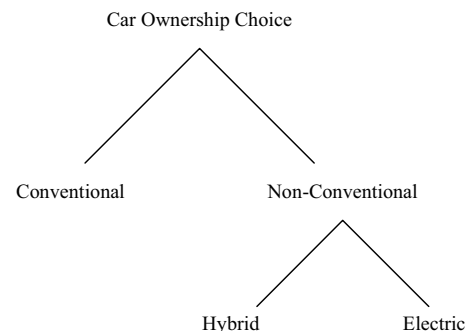 Car Ownership Choice
Conventional
Non-Conventional
Hybrid
Electric